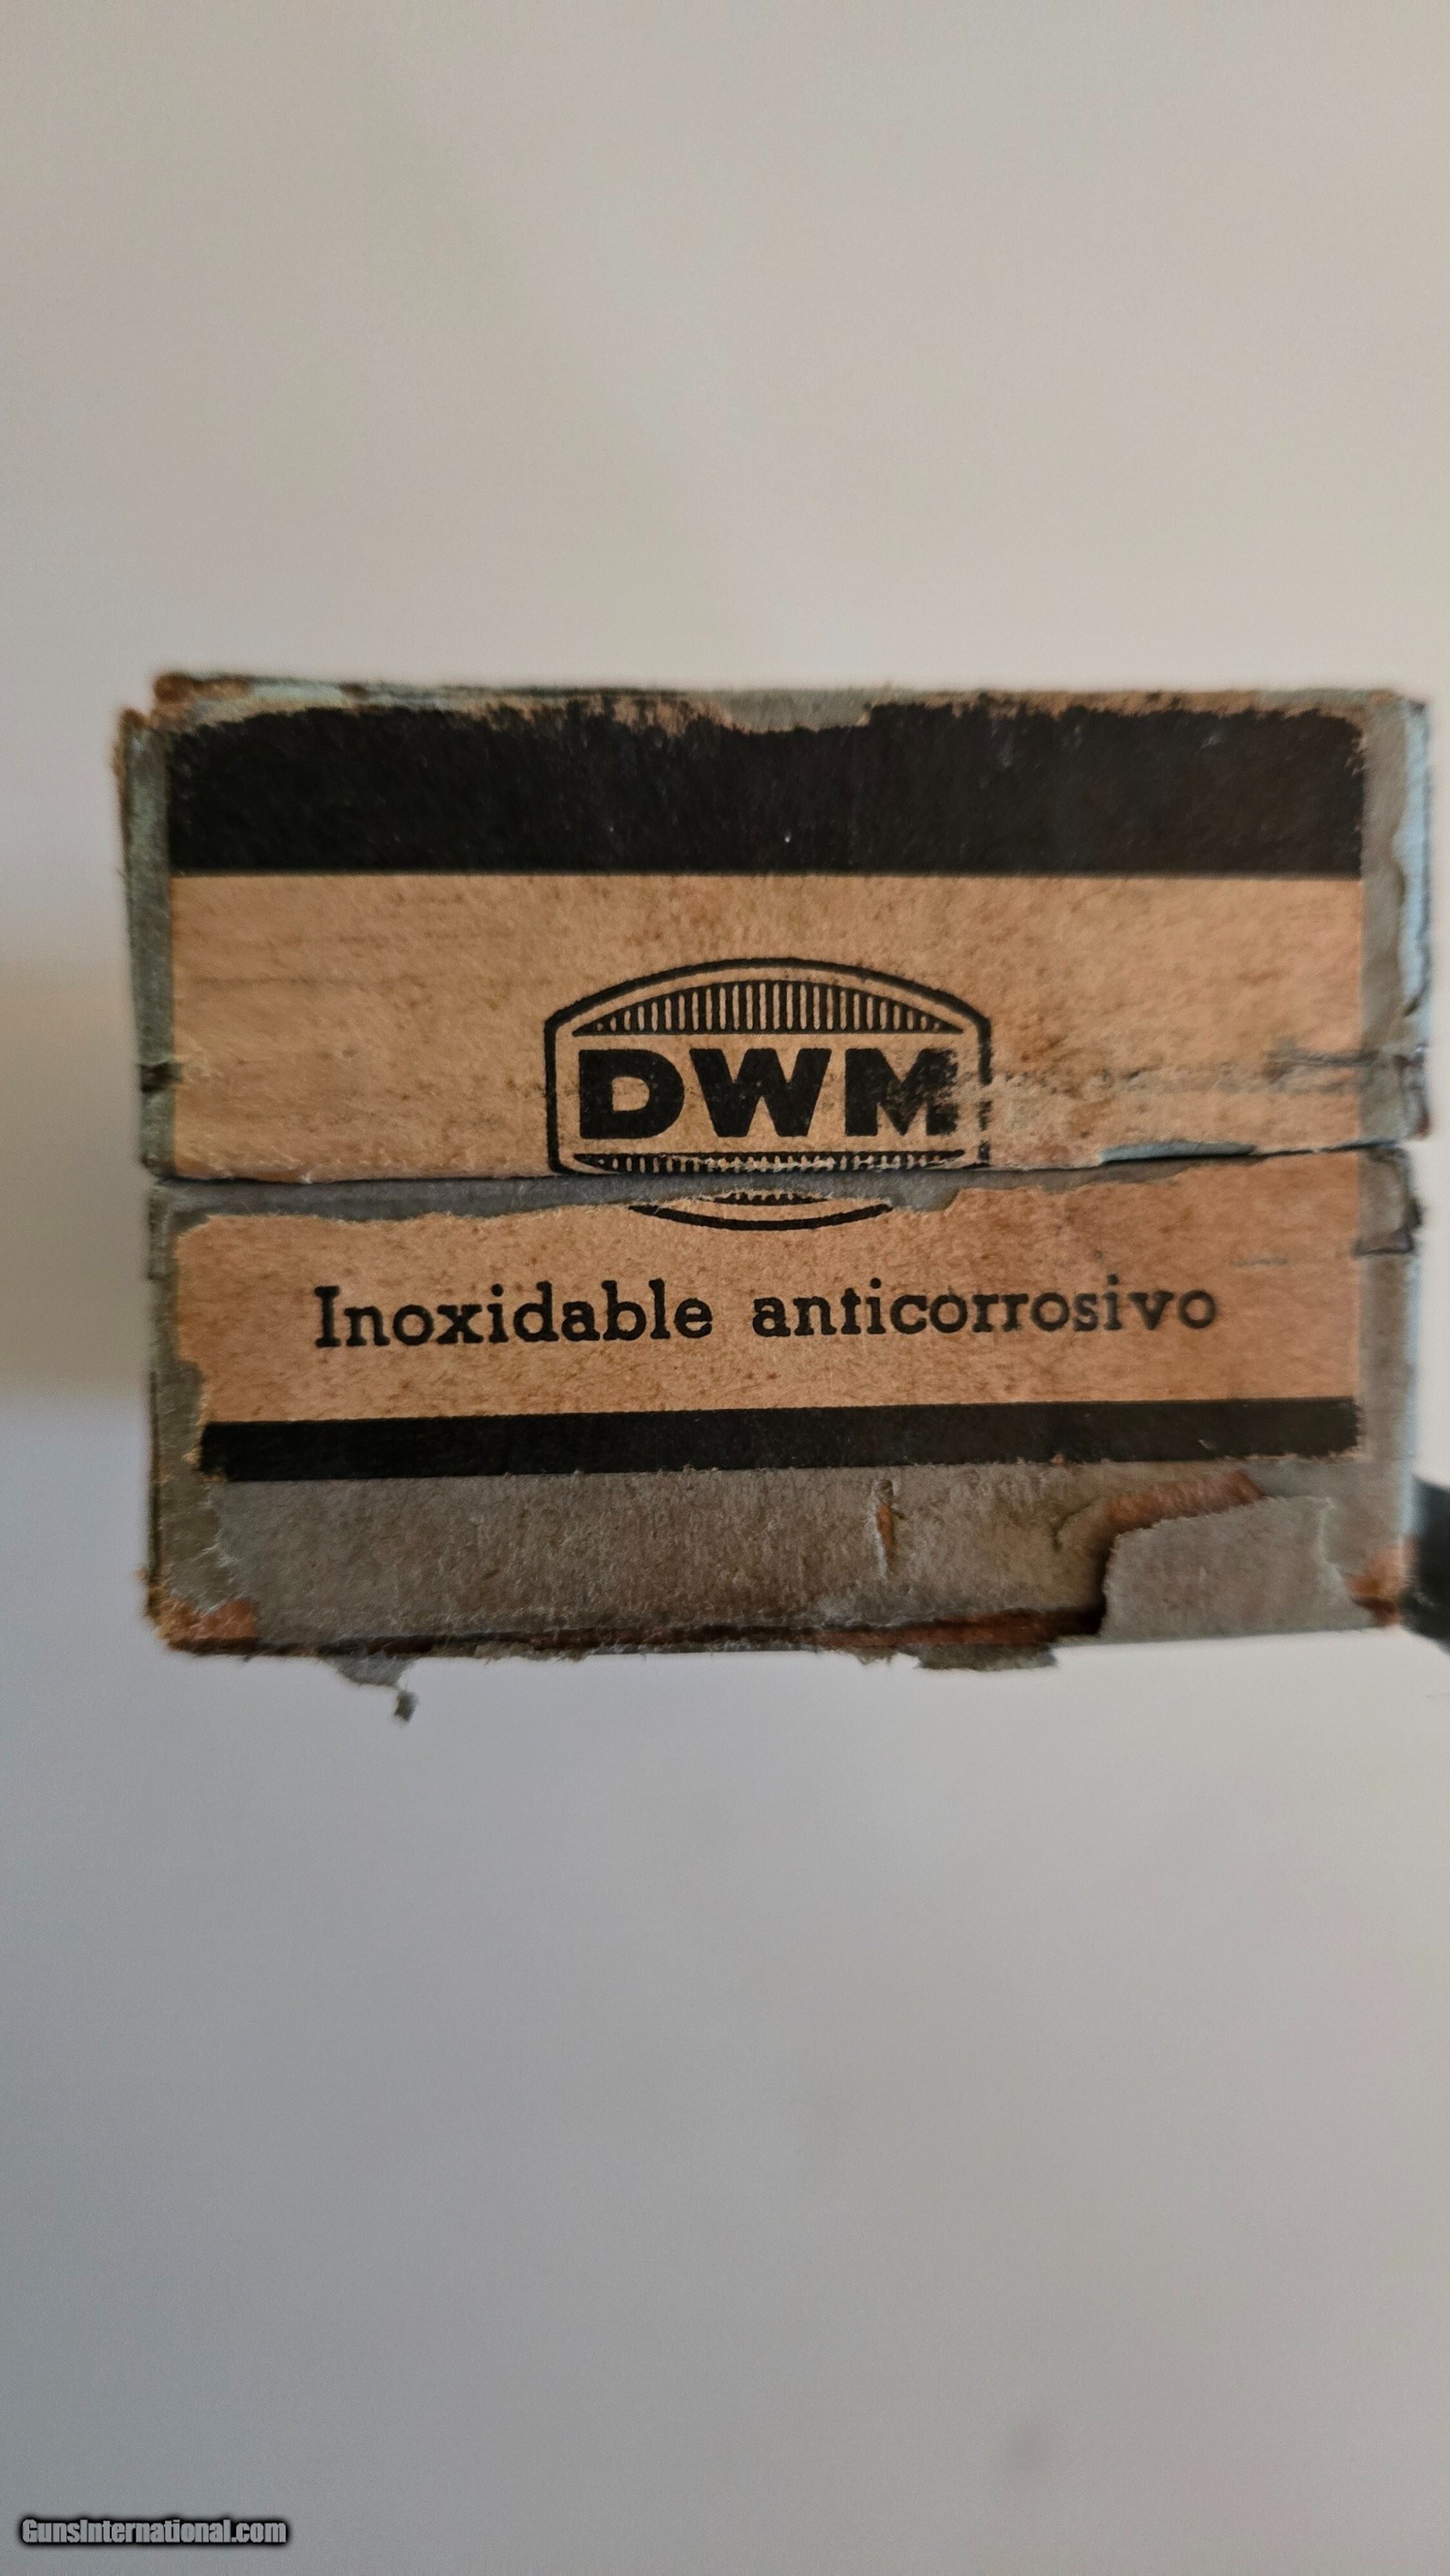 DWM
Inoxidable anticorrosivo
GunsInternational.com